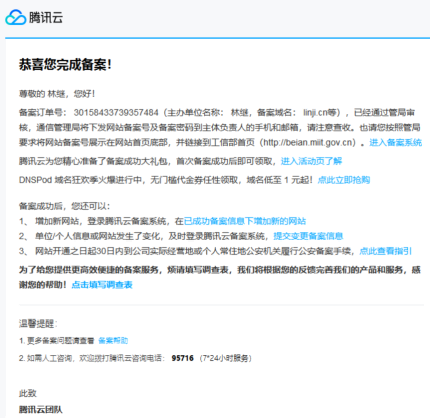 腾讯云
恭喜您完成备案！
尊敬的 林继，您好！
备案订单号： 30158433739357484（主办单位名称： 林继，备案域名： linji.cn等），已经通过管局审
核，通信管理局将下发网站备案号及备案密码到主体负责人的手机和邮箱，请注意查收。也请您按照管局
要求将网站备案号展示在网站首页底部，并链接到工信部首页（http://beian.miit.gov.cn）。进入备案系统
腾讯云为您精心准备了备案成功大礼包，首次备案成功后即可领取，进入活动页了解
DNSPod 域名狂欢季火爆进行中，无门槛代金券任性领取，域名低至 1 元起！点此立即抢购
备案成功后，您还可以：
1、 增加新网站，登录腾讯云备案系统，在已成功备案信息下增加新的网站
2、 单位/个人信息或网站发生了变化，及时登录腾讯云备案系统，提交变更备案信息
3、 网站开通之日起30日内到公司实际经营地或个人常住地公安机关履行公安备案手续，点此查看指引
为了给您提供更高效便捷的备案服务，烦请填写调查表，我们将根据您的反馈完善我们的产品和服务，感
谢您的帮助！点击填写调查表
温馨提醒：
1. 更多备案问题请查看 备案帮助
2. 如需人工咨询，欢迎拨打腾讯云咨询电话： 95716 （7*24小时服务）
此致
腾讯云团队